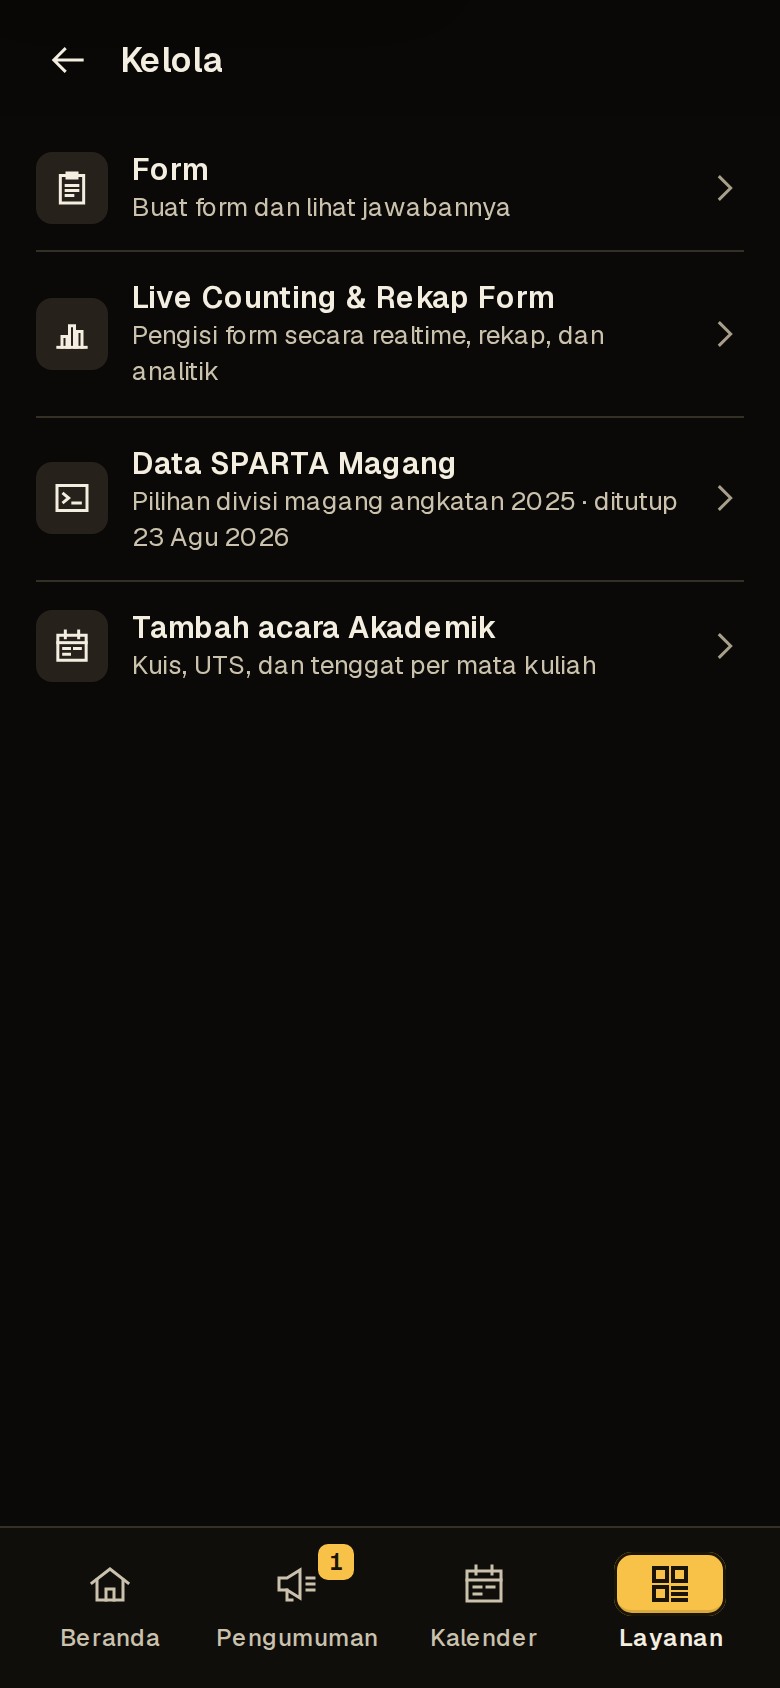 Kelola
Form
Buat form dan lihat jawabannya
Live Counting & Rekap Form
Pengisi form secara realtime, rekap, dan
analitik
Data SPARTA Magang
Pilihan divisi magang angkatan 2025 · ditutup
23 Agu 2026
Tambah acara Akademik
Kuis, UTS, dan tenggat per mata kuliah
1
Beranda
Pengumuman
Kalender
Layanan